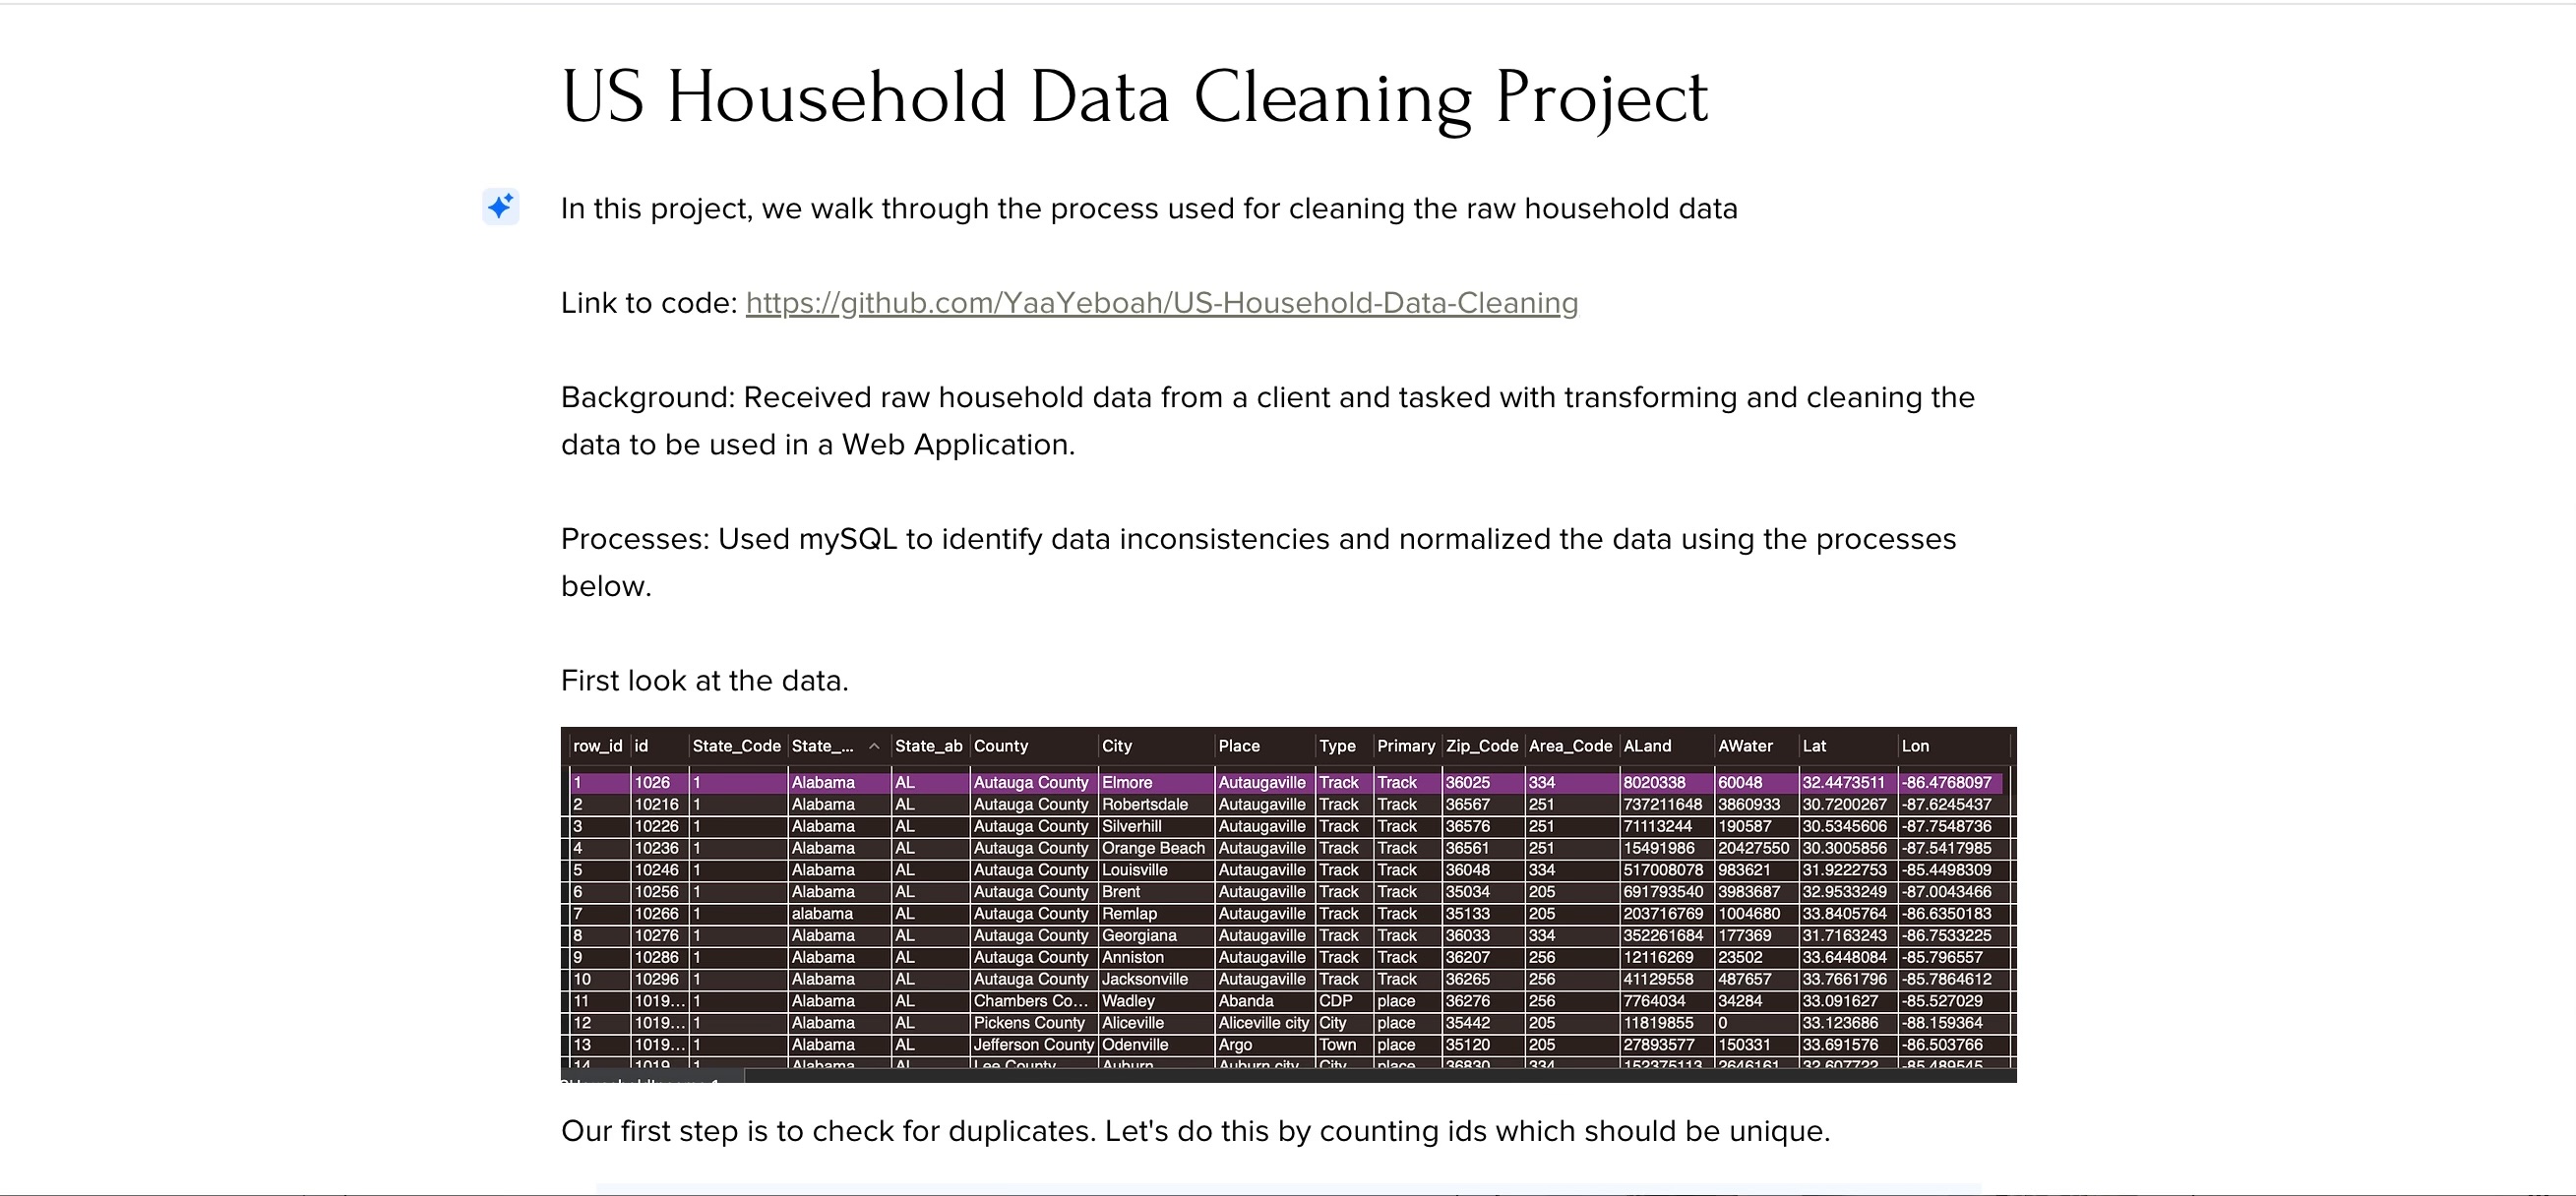 US Household Data Cleaning Project
In this project, we walk through the process used for cleaning the raw household data
Link to code: https://github.com/YaaYeboah/US-Household-Data-Cleaning
Background: Received raw household data from a client and tasked with transforming and cleaning the
data to be used in a Web Application.
Processes: Used mySQL to identify data inconsistencies and normalized the data using the processes
below.
First look at the data.
row_id id State_Code State_... State_ab County City Place Type Primary Zip_Code Area_Code ALand AWater Lat Lon
1 1026 1 Alabama AL Autauga County Elmore Autaugaville Track Track 36025 334 8020338 60048 32.4473511 -86.4768097
2 10216 1 Alabama AL Autauga County Robertsdale Autaugaville Track Track 36567 251 737211648 3860933 30.7200267 -87.6245437
3 10226 1 Alabama AL Autauga County Silverhill Autaugaville Track Track 36576 251 71113244 190587 30.5345606 -87.7548736
4 10236 1 Alabama AL Autauga County Orange Beach Autaugaville Track Track 36561 251 15491986 20427550 30.3005856 -87.5417985
5 10246 1 Alabama AL Autauga County Louisville Autaugaville Track Track 36048 334 517008078 983621 31.9222753 -85.4498309
6 10256 1 Alabama AL Autauga County Brent Autaugaville Track Track 35034 205 691793540 3983687 32.9533249 -87.0043466
7 10266 1 alabama AL Autauga County Remlap Autaugaville Track Track 35133 205 203716769 1004680 33.8405764 -86.6350183
8 10276 1 Alabama AL Autauga County Georgiana Autaugaville Track Track 36033 334 352261684 177369 31.7163243 -86.7533225
9 10286 1 Alabama AL Autauga County Anniston Autaugaville Track Track 36207 256 12116269 23502 33.6448084 -85.796557
10 10296 1 Alabama AL Autauga County Jacksonville Autaugaville Track Track 36265 256 41129558 487657 33.7661796 -85.7864612
11 1019... 1 Alabama AL Chambers Co... Wadley Abanda CDP place 36276 256 7764034 34284 33.091627 -85.527029
12 1019... 1 Alabama AL Pickens County Aliceville Aliceville city City place 35442 205 11819855 0 33.123686 -88.159364
13 1019... 1 Alabama AL Jefferson County Odenville Argo Town place 35120 205 27893577 150331 33.691576 -86.503766
14 1019 1 Alabama AL Lee County Auburn Auburn city City place 36830 334 152375113 2646161 32.607722 -85.489545
Our first step is to check for duplicates. Let's do this by counting ids which should be unique.